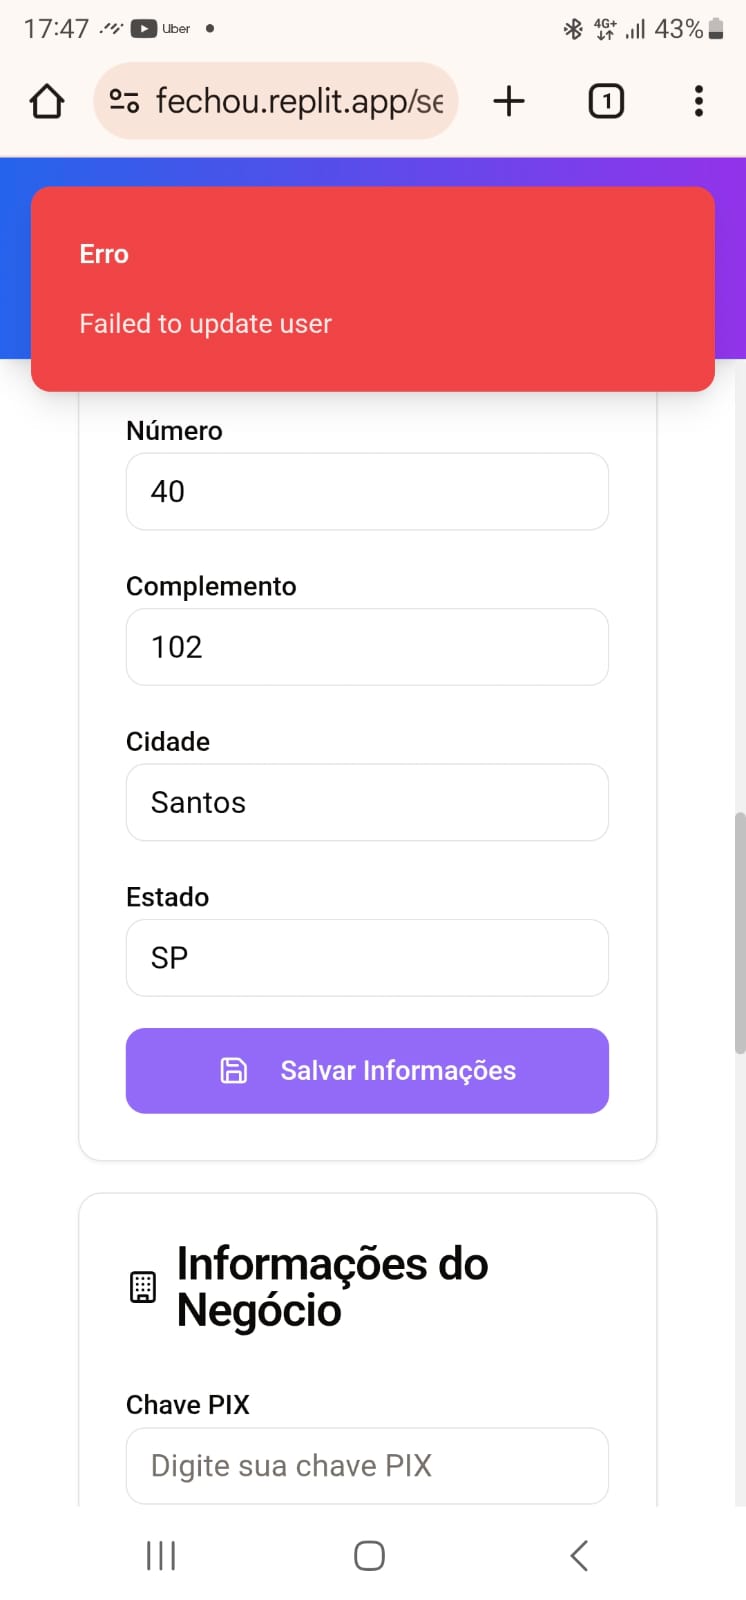 17:47 Uber 4G+ 43%
fechou.replit.app/se 1
Erro
Failed to update user
Número
40
Complemento
102
Cidade
Santos
Estado
SP
Salvar Informações
Informações do
Negócio
Chave PIX
Digite sua chave PIX